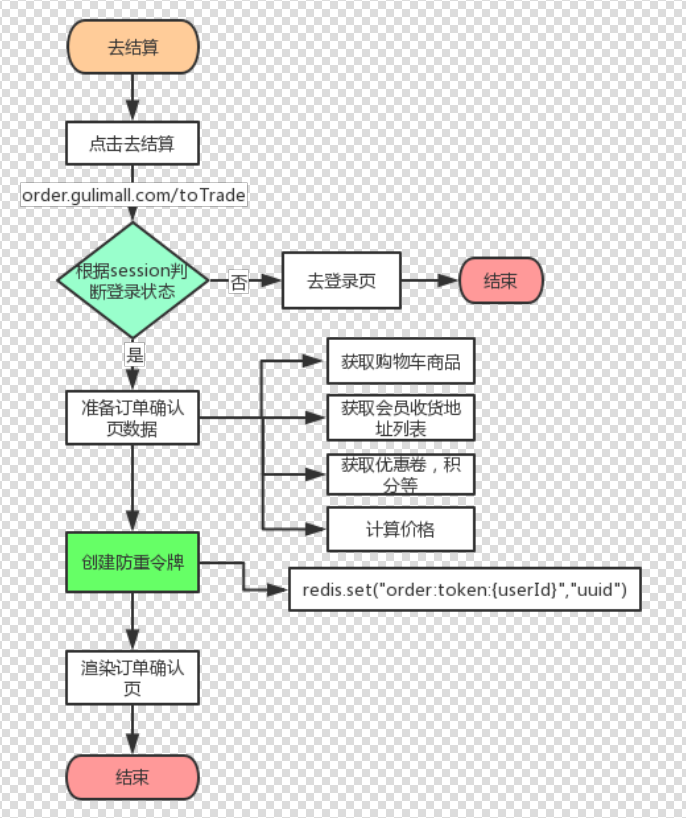 去结算
点击去结算
order.gulimall.com/toTrade
根据session判
断登录状态
否
去登录页
结束
是
准备订单确认
页数据
获取购物车商品
获取会员收货地
址列表
获取优惠卷，积
分等
计算价格
创建防重令牌
redis.set("order:token:{userId}","uuid")
渲染订单确认
页
结束